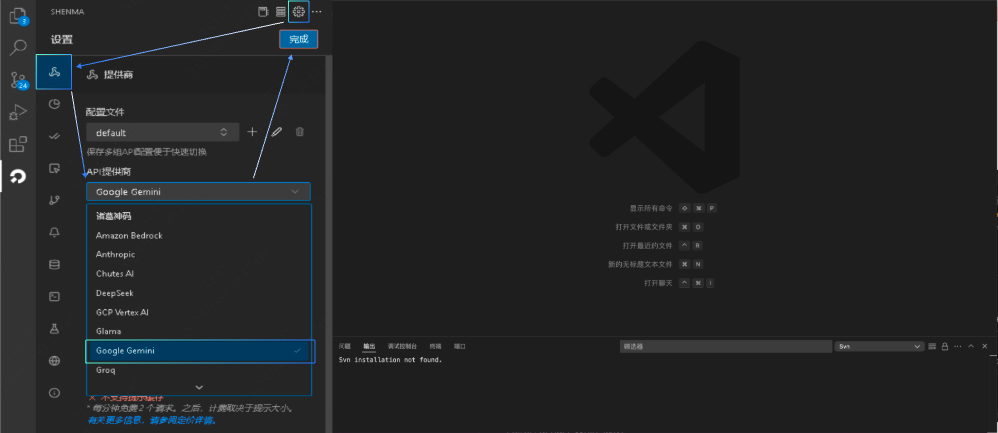 SHENMA
3
设置
完成
24
提供商
配置文件
default
保存多组API配置便于快速切换
API提供商
Google Gemini
诸葛神码
Amazon Bedrock
Anthropic
Chutes AI
DeepSeek
GCP Vertex AI
Glama
Google Gemini
Groq
不支持提示缓存
* 每分钟免费 2 个请求。之后，计费取决于提示大小。
有关更多信息，请参阅定价详情。
显示所有命令 ⇧ ⌘ P
打开文件或文件夹 ⌘ O
打开最近的文件 ^ R
新的无标题文本文件 ⌘ N
打开聊天 ^ ⌘ I
问题 输出 调试控制台 终端 端口
筛选器
Svn
Svn installation not found.